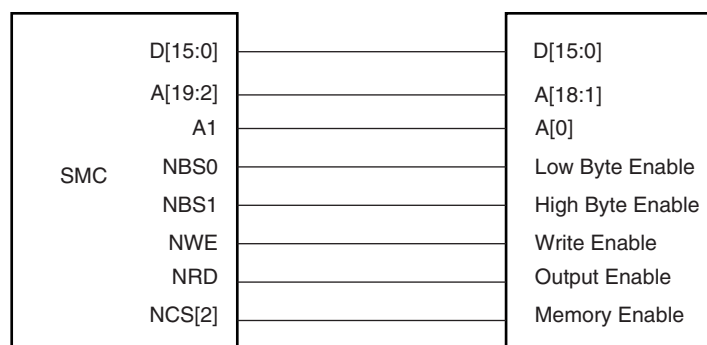 D[15:0] D[15:0]
A[19:2] A[18:1]
A1 A[0]
SMC NBS0 Low Byte Enable
NBS1 High Byte Enable
NWE Write Enable
NRD Output Enable
NCS[2] Memory Enable